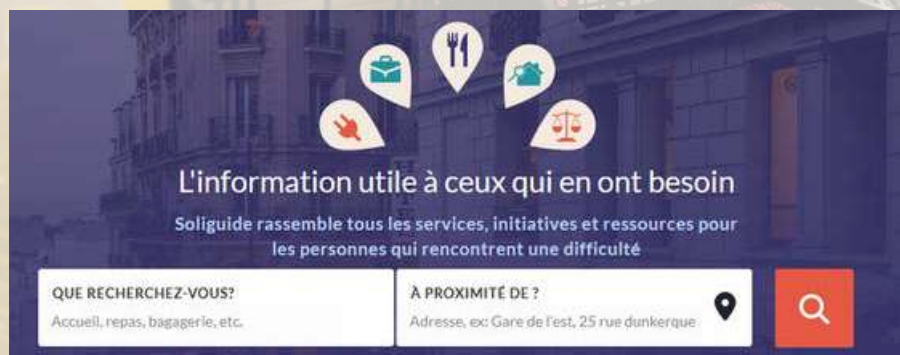 L'information utile à ceux qui en ont besoin
Soliguide rassemble tous les services, initiatives et ressources pour
les personnes qui rencontrent une difficulté
QUE RECHERCHEZ-VOUS?
Accueil, repas, bagagerie, etc.
À PROXIMITÉ DE ?
Adresse, ex: Gare de l'est, 25 rue dunkerque